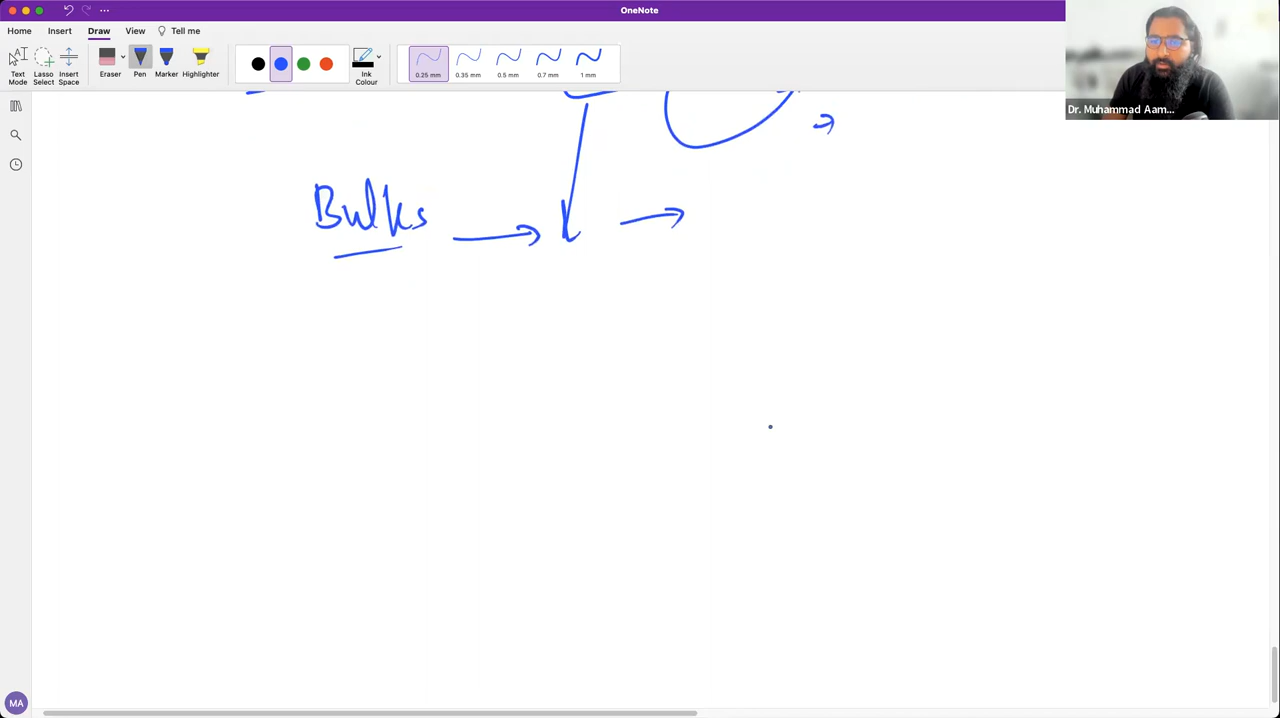 OneNote
Home Insert Draw View Tell me
Text Mode
Lasso Select
Insert Space
Eraser
Pen
Marker
Highlighter
Ink Colour
0.25 mm
0.35 mm
0.5 mm
0.7 mm
1 mm
Dr. Muhammad Aam...
Bulks
MA